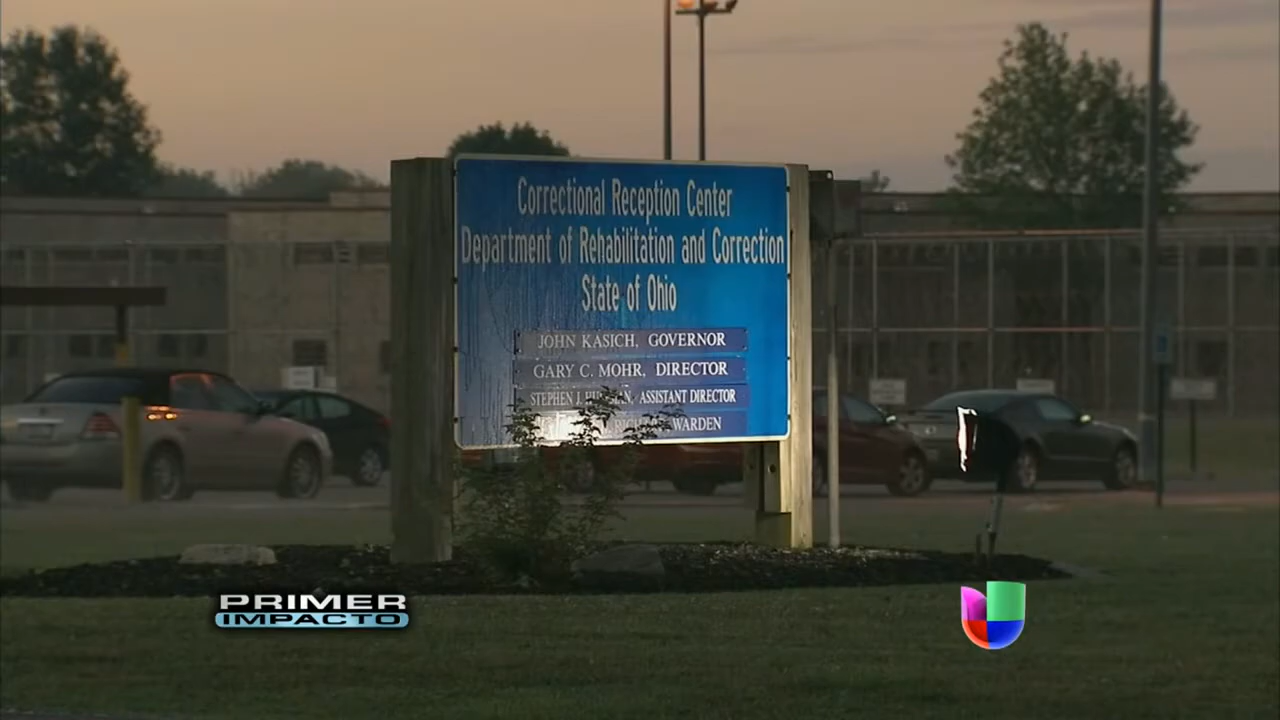 Correctional Reception Center
Department of Rehabilitation and Correction
State of Ohio
JOHN KASICH, GOVERNOR
GARY C. MOHR, DIRECTOR
STEPHEN J. ASSISTANT DIRECTOR
WARDEN
PRIMER
IMPACTO